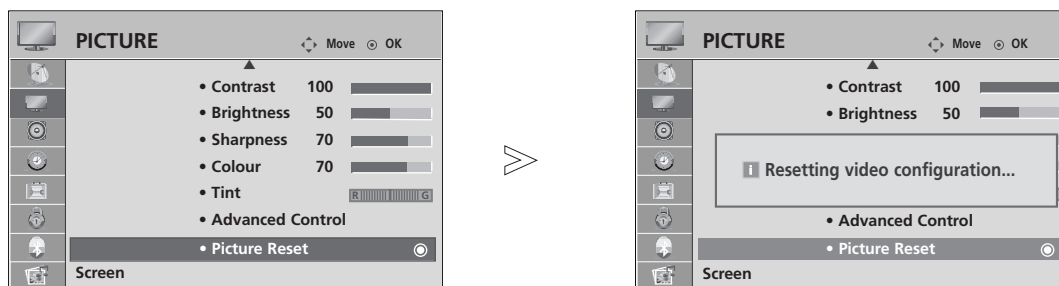 PICTURE Move OK
• Contrast 100
• Brightness 50
• Sharpness 70
• Colour 70
• Tint R G
• Advanced Control
• Picture Reset
Screen
PICTURE Move OK
• Contrast 100
• Brightness 50
i Resetting video configuration...
• Advanced Control
• Picture Reset
Screen